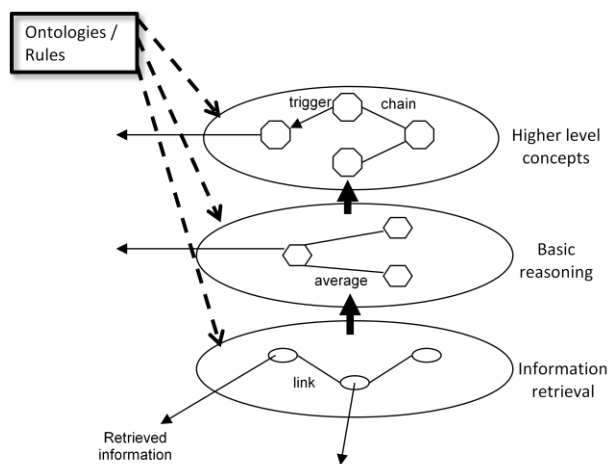 Ontologies /
Rules
trigger
chain
Higher level
concepts
Basic
reasoning
average
Information
retrieval
link
Retrieved
information